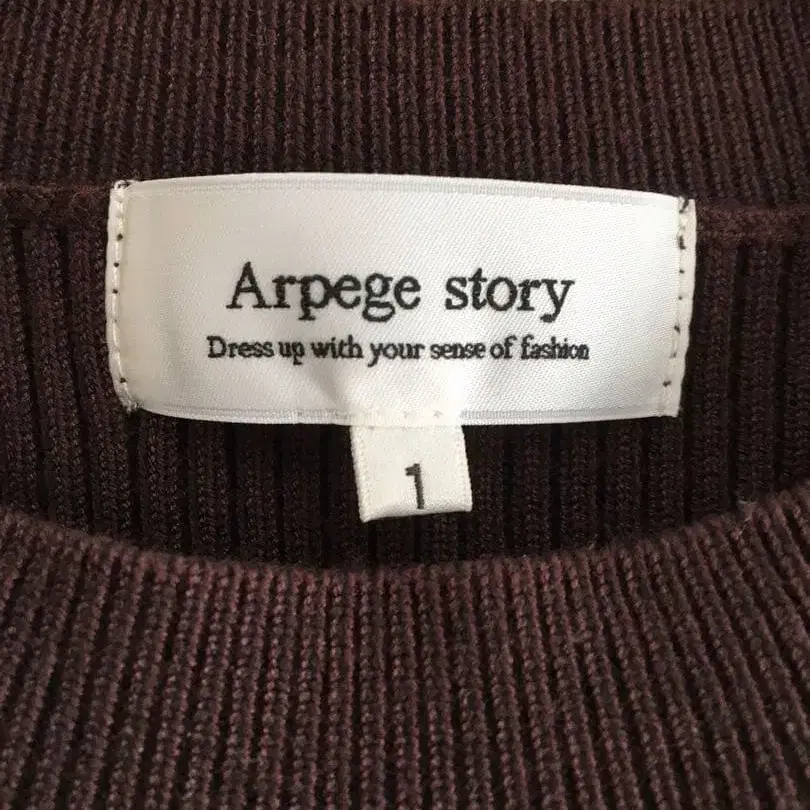 Arpege story
Dress up with your sense of fashion
1